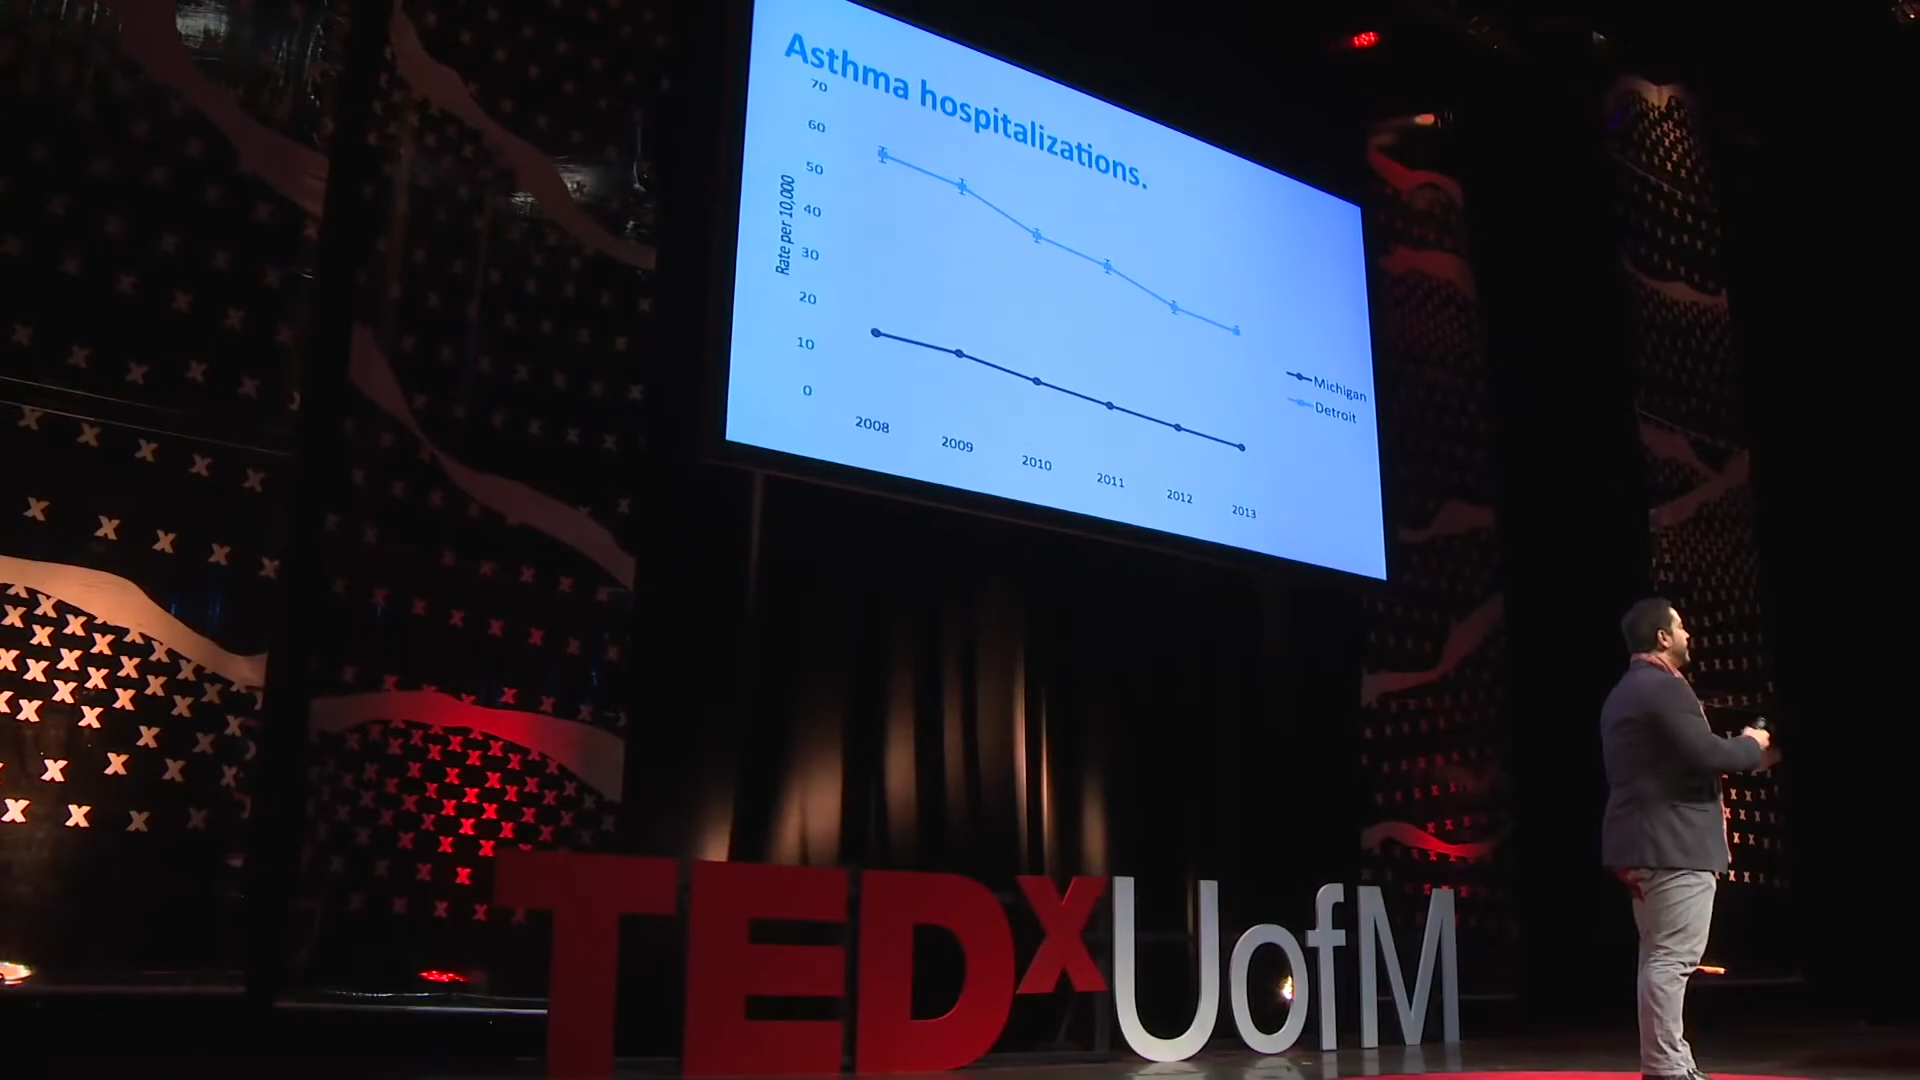 Asthma hospitalizations.
70
60
50
40
30
20
10
0
Rate per 10,000
2008
2009
2010
2011
2012
2013
Michigan
Detroit
TEDxUofM